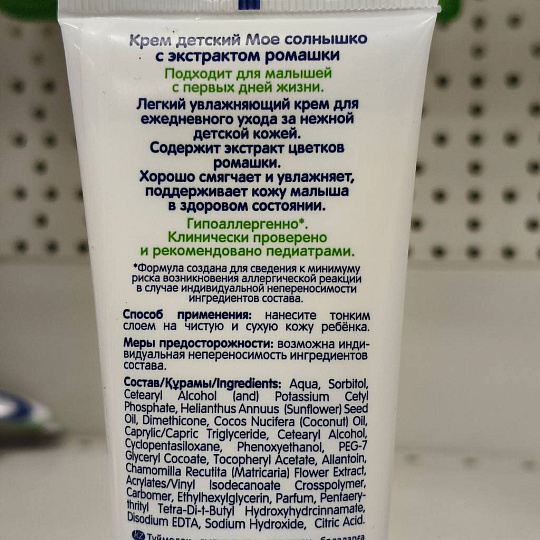 Крем детский Мое солнышко
с экстрактом ромашки
Подходит для малышей
с первых дней жизни.
Легкий увлажняющий крем для
ежедневного ухода за нежной
детской кожей.
Содержит экстракт цветков
ромашки.
Хорошо смягчает и увлажняет,
поддерживает кожу малыша
в здоровом состоянии.
Гипоаллергенно*.
Клинически проверено
и рекомендовано педиатрами.
*Формула создана для сведения к минимуму
риска возникновения аллергической реакции
в случае индивидуальной непереносимости
ингредиентов состава.
Способ применения: нанесите тонким
слоем на чистую и сухую кожу ребёнка.
Меры предосторожности: возможна инди-
видуальная непереносимость ингредиентов
состава.
Состав/Құрамы/Ingredients: Aqua, Sorbitol,
Cetearyl Alcohol (and) Potassium Cetyl
Phosphate, Helianthus Annuus (Sunflower) Seed
Oil, Dimethicone, Cocos Nucifera (Coconut) Oil,
Caprylic/Capric Triglyceride, Cetearyl Alcohol,
Cyclopentasiloxane, Phenoxyethanol, PEG-7
Glyceryl Cocoate, Tocopheryl Acetate, Allantoin,
Chamomilla Recutita (Matricaria) Flower Extract,
Acrylates/Vinyl Isodecanoate Crosspolymer,
Carbomer, Ethylhexylglycerin, Parfum, Pentaery-
thrityl Tetra-Di-t-Butyl Hydroxyhydrcinnamate,
Disodium EDTA, Sodium Hydroxide, Citric Acid.
KZ